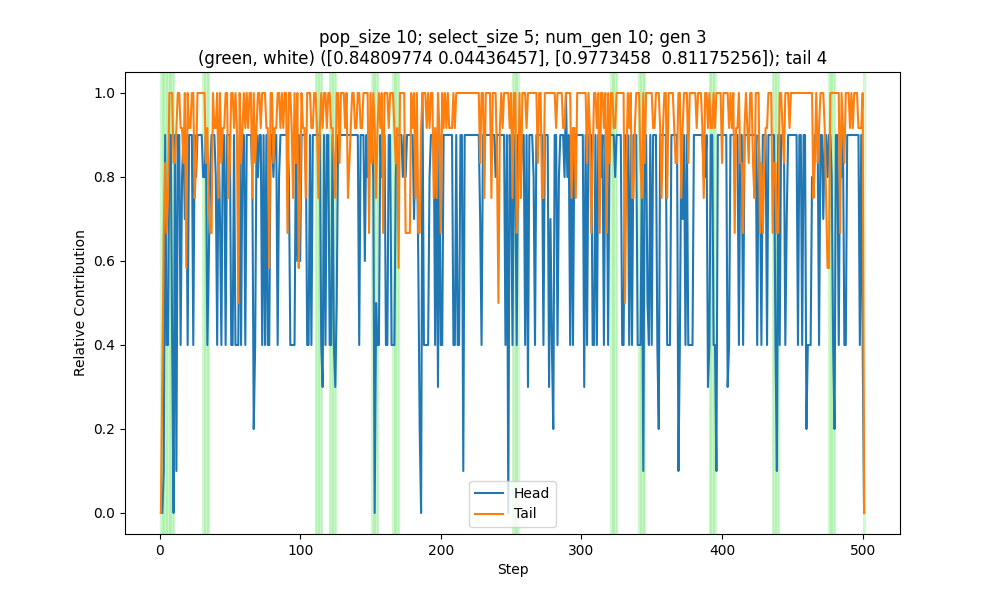 pop_size 10; select_size 5; num_gen 10; gen 3
(green, white) ([0.84809774 0.04436457], [0.9773458  0.81175256]); tail 4
1.0
0.8
0.6
0.4
0.2
0.0
Relative Contribution
Head
Tail
0
100
200
300
400
500
Step